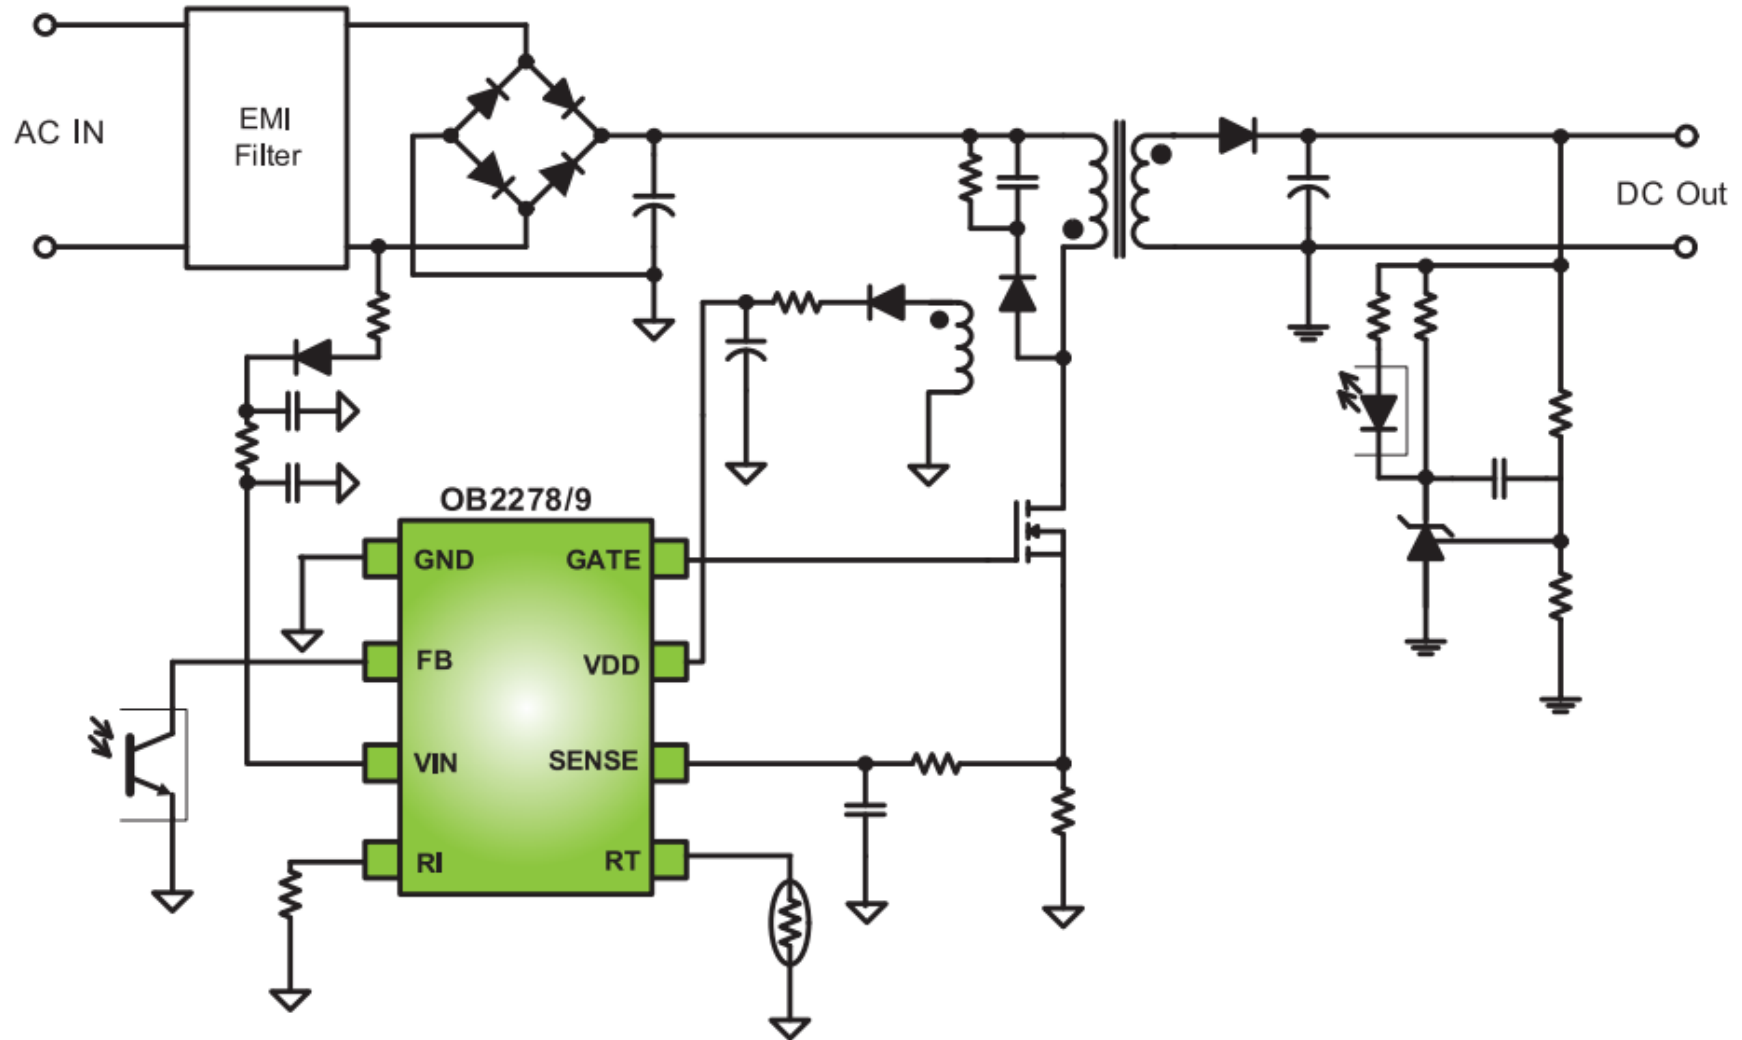 AC IN
EMI
Filter
DC Out
OB2278/9
GND
GATE
FB
VDD
VIN
SENSE
RI
RT